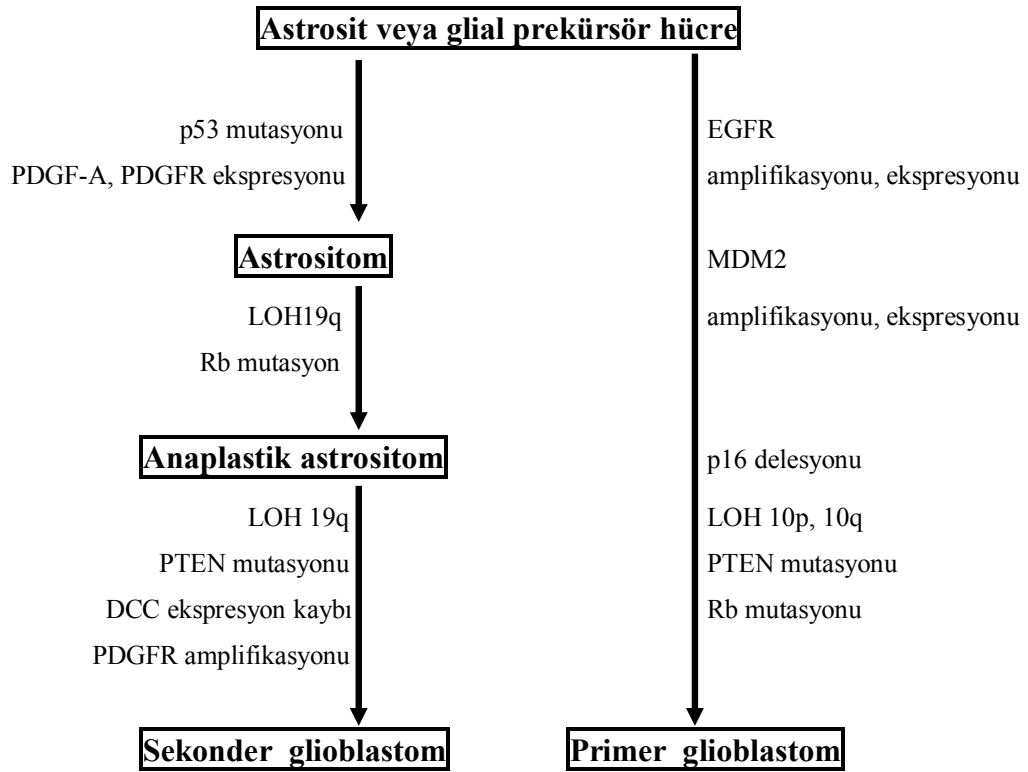 Astrosit veya glial prekürsör hücre
p53 mutasyonu
PDGF-A, PDGFR ekspresyonu
Astrositom
LOH19q
Rb mutasyon
Anaplastik astrositom
LOH 19q
PTEN mutasyonu
DCC ekspresyon kaybı
PDGFR amplifikasyonu
Sekonder glioblastom
EGFR
amplifikasyonu, ekspresyonu
MDM2
amplifikasyonu, ekspresyonu
p16 delesyonu
LOH 10p, 10q
PTEN mutasyonu
Rb mutasyonu
Primer glioblastom